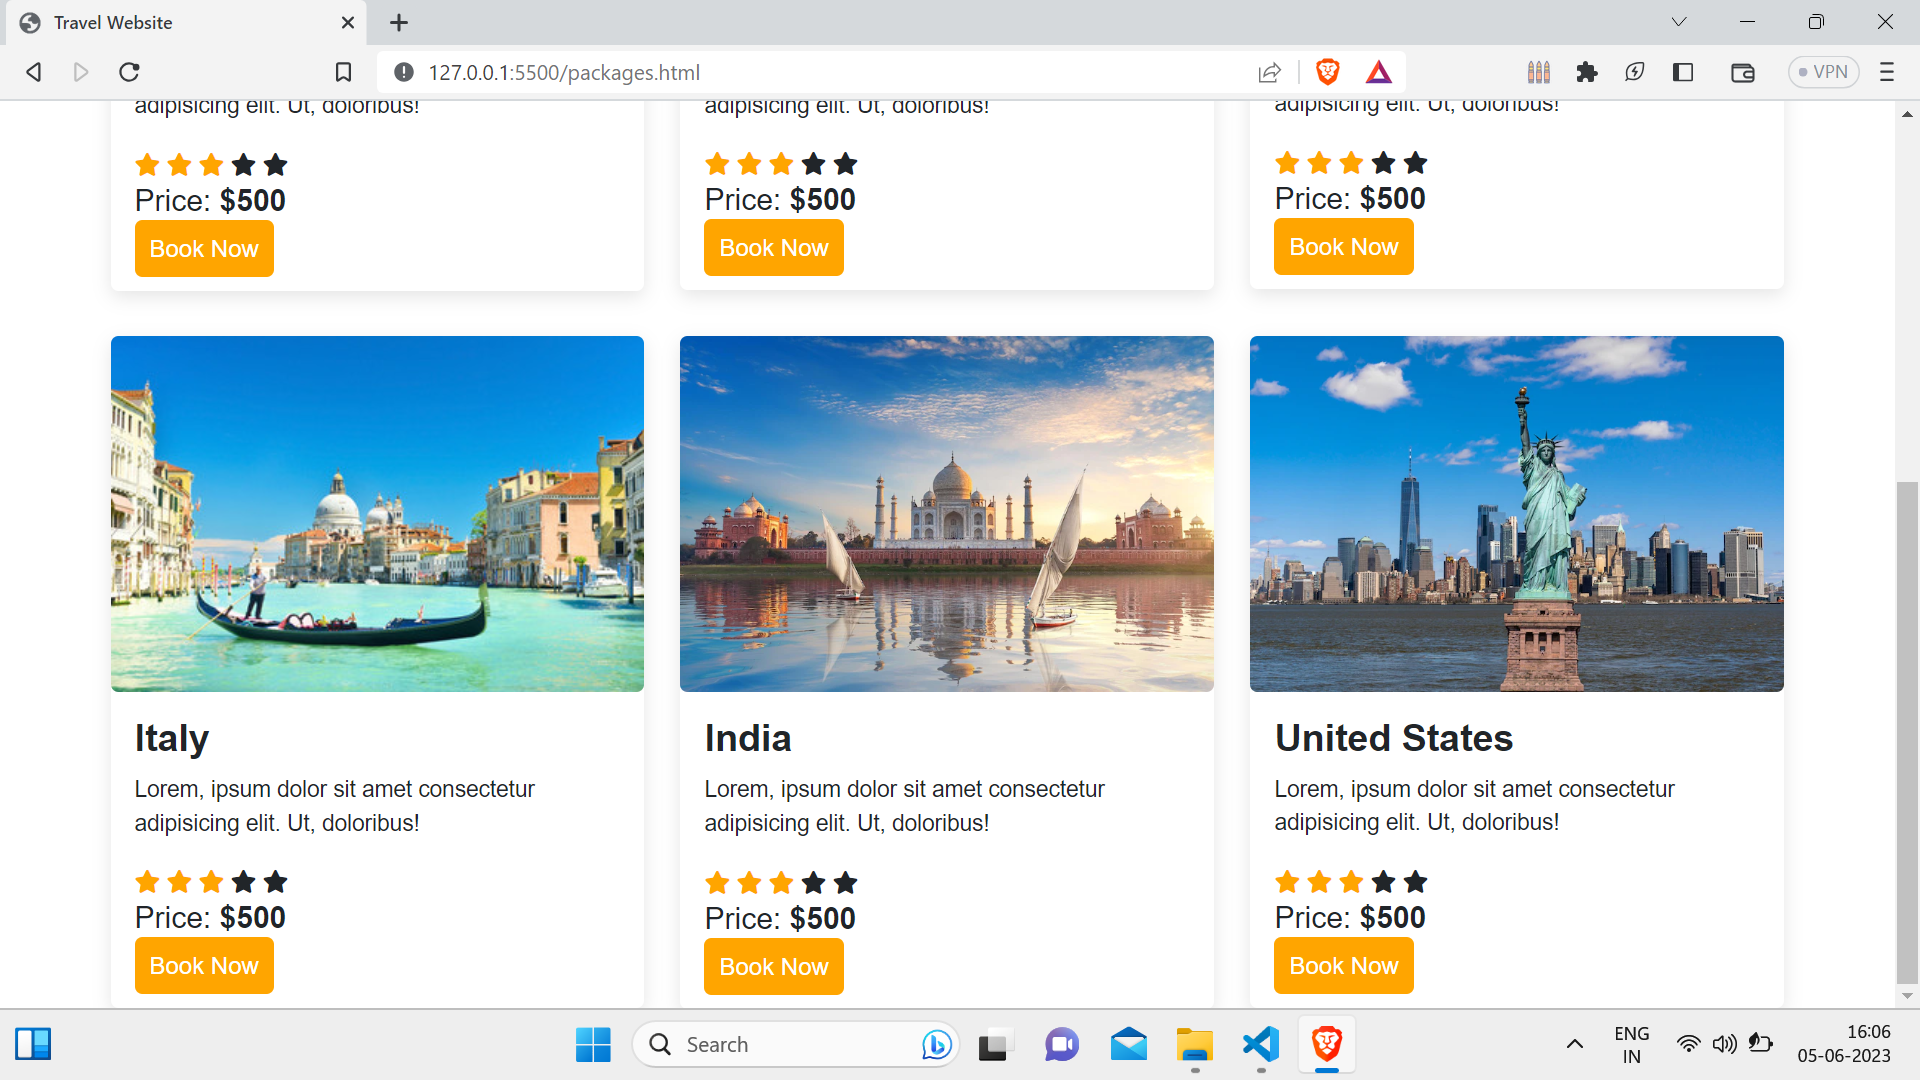 Travel Website
127.0.0.1:5500/packages.html
VPN
adipisicing elit. Ut, doloribus!
Price: $500
Book Now
adipisicing elit. Ut, doloribus!
Price: $500
Book Now
adipisicing elit. Ut, doloribus!
Price: $500
Book Now
Italy
Lorem, ipsum dolor sit amet consectetur
adipisicing elit. Ut, doloribus!
Price: $500
Book Now
India
Lorem, ipsum dolor sit amet consectetur
adipisicing elit. Ut, doloribus!
Price: $500
Book Now
United States
Lorem, ipsum dolor sit amet consectetur
adipisicing elit. Ut, doloribus!
Price: $500
Book Now
Search
ENG
IN
16:06
05-06-2023